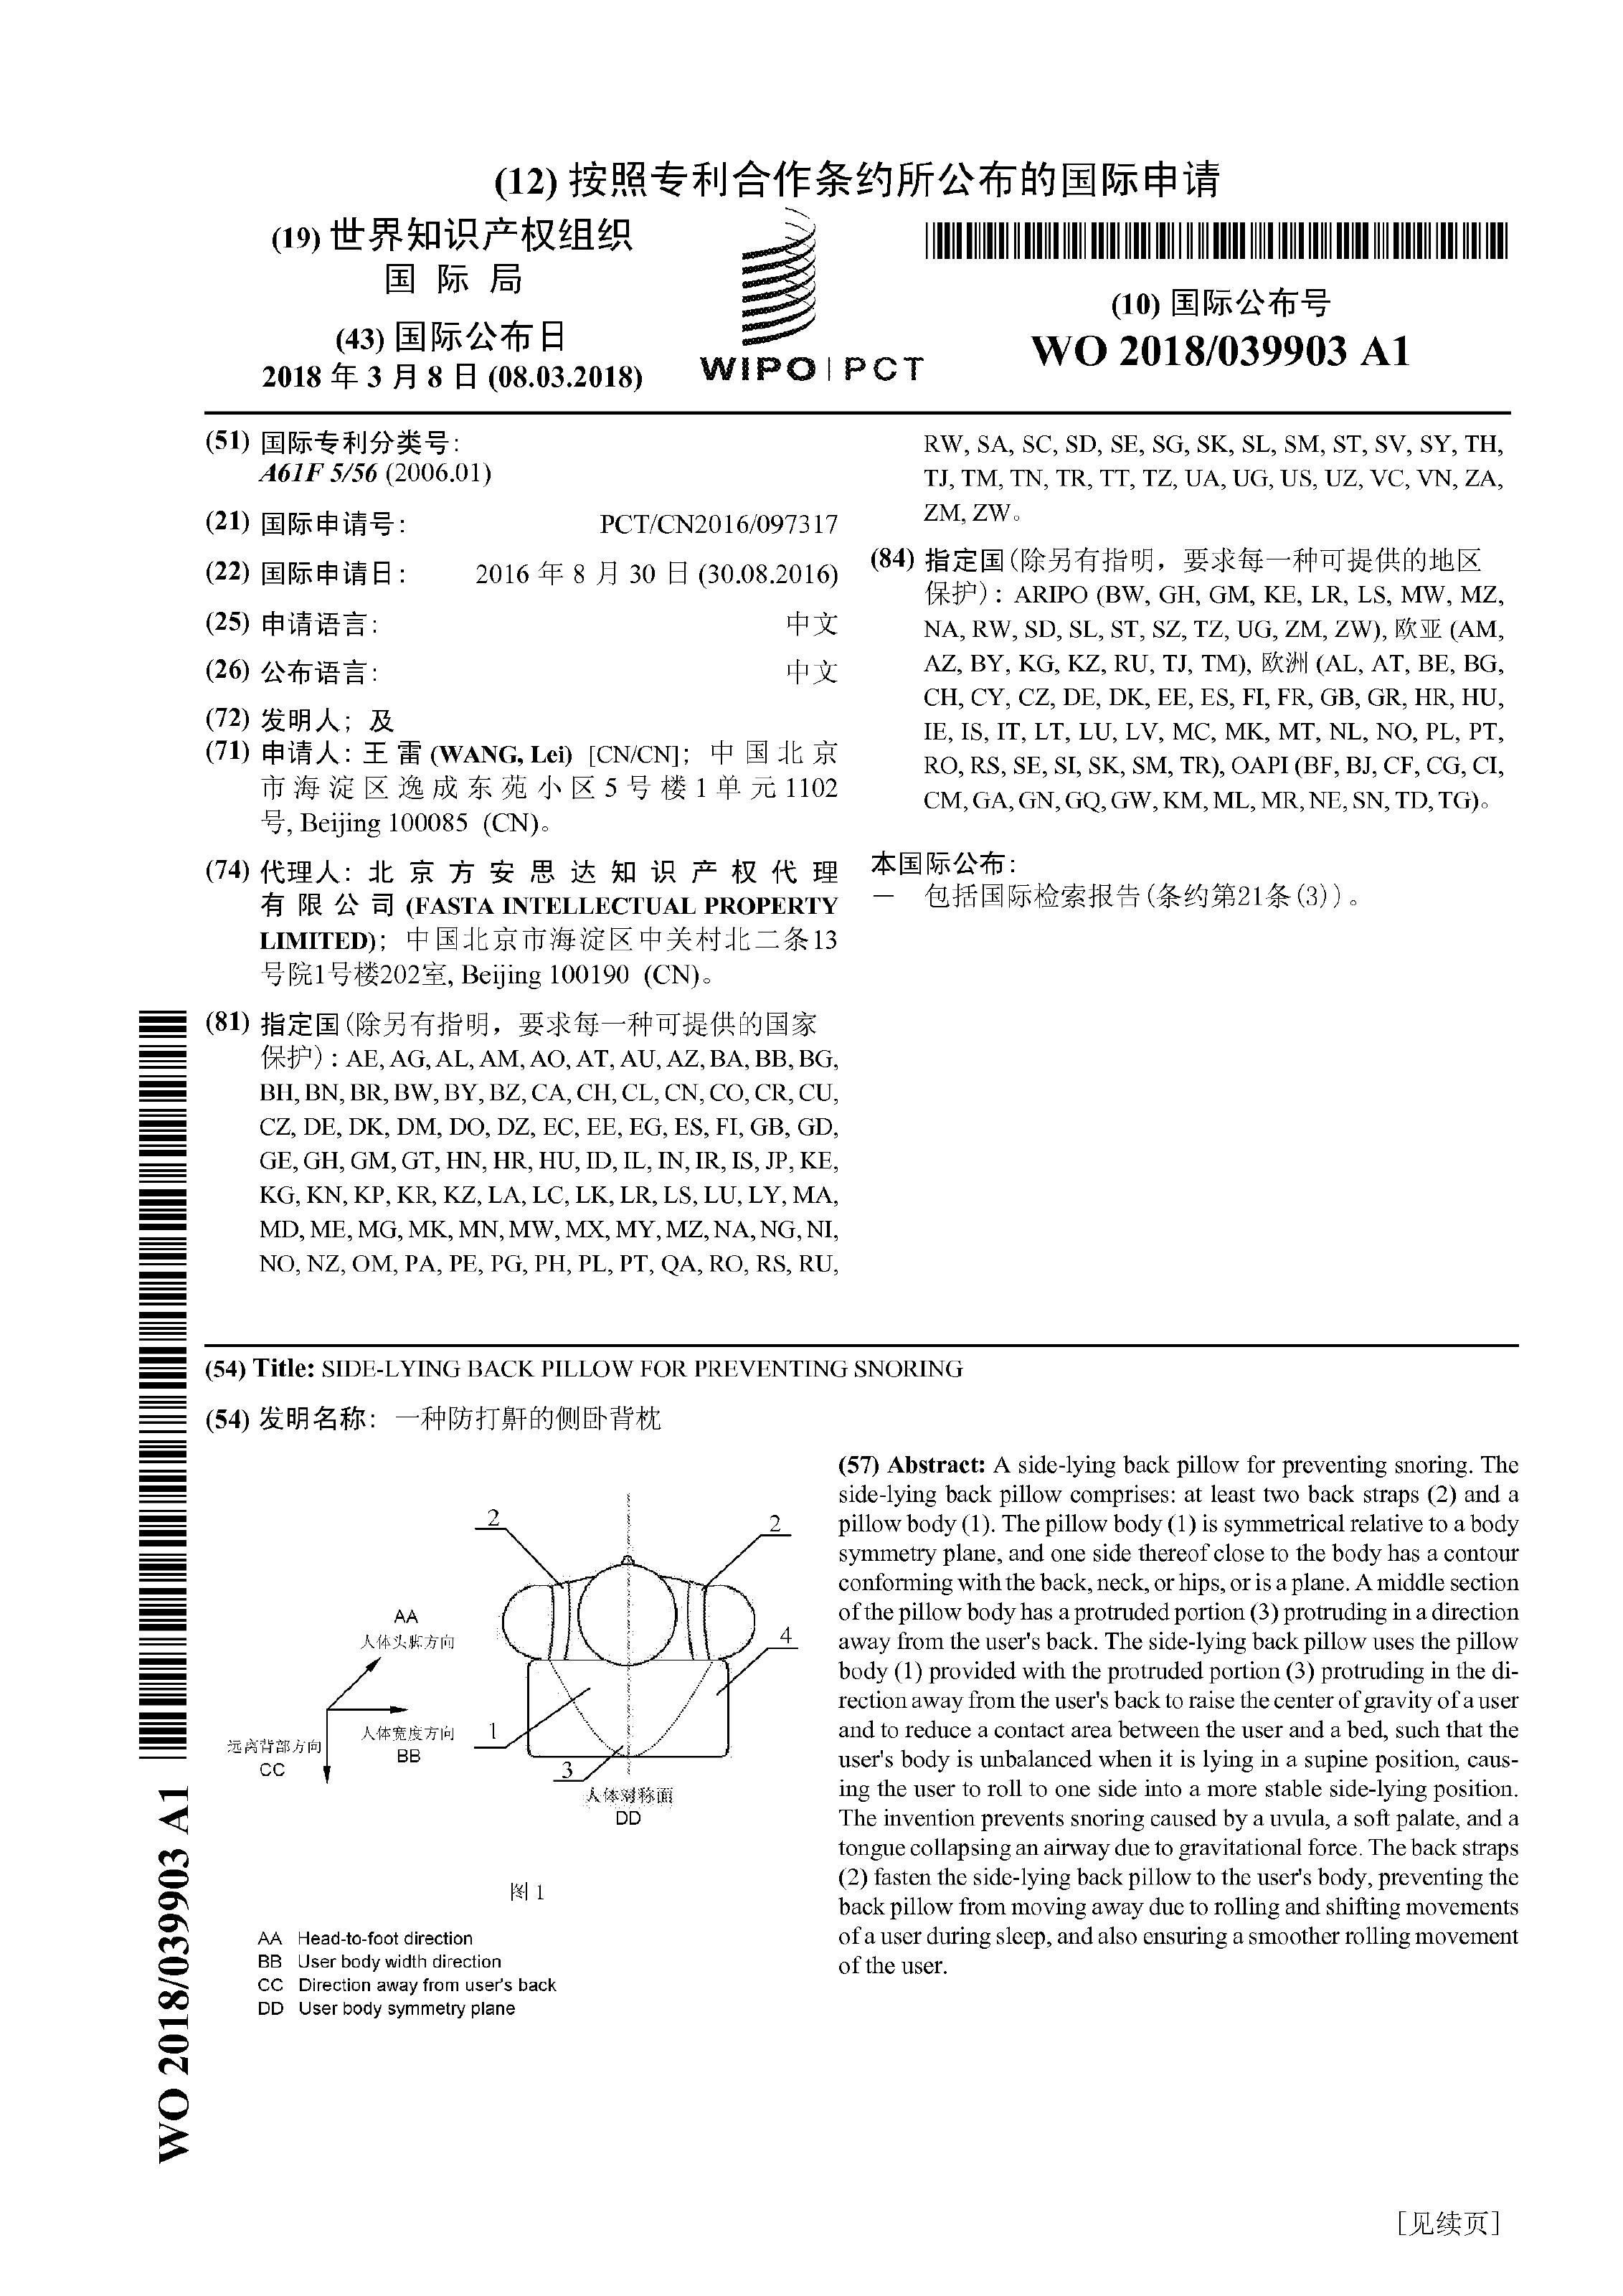 (12) 按照专利合作条约所公布的国际申请
(19) 世界知识产权组织
国 际 局
(43) 国际公布日
2018 年 3 月 8 日 (08.03.2018)
WIPO | PCT
(10) 国际公布号
WO 2018/039903 A1
(51) 国际专利分类号:
A61F 5/56 (2006.01)
(21) 国际申请号: PCT/CN2016/097317
(22) 国际申请日: 2016 年 8 月 30 日 (30.08.2016)
(25) 申请语言: 中文
(26) 公布语言: 中文
(72) 发明人; 及
(71) 申请人: 王雷 (WANG, Lei) [CN/CN]; 中国北京
市海淀区逸成东苑小区5号楼1单元1102
号, Beijing 100085 (CN)。
(74) 代理人: 北京方安思达知识产权代理
有限公司 (FASTA INTELLECTUAL PROPERTY
LIMITED); 中国北京市海淀区中关村北二条13
号院1号楼202室, Beijing 100190 (CN)。
(81) 指定国(除另有指明, 要求每一种可提供的国家
保护): AE, AG, AL, AM, AO, AT, AU, AZ, BA, BB, BG,
BH, BN, BR, BW, BY, BZ, CA, CH, CL, CN, CO, CR, CU,
CZ, DE, DK, DM, DO, DZ, EC, EE, EG, ES, FI, GB, GD,
GE, GH, GM, GT, HN, HR, HU, ID, IL, IN, IR, IS, JP, KE,
KG, KN, KP, KR, KZ, LA, LC, LK, LR, LS, LU, LY, MA,
MD, ME, MG, MK, MN, MW, MX, MY, MZ, NA, NG, NI,
NO, NZ, OM, PA, PE, PG, PH, PL, PT, QA, RO, RS, RU,
RW, SA, SC, SD, SE, SG, SK, SL, SM, ST, SV, SY, TH,
TJ, TM, TN, TR, TT, TZ, UA, UG, US, UZ, VC, VN, ZA,
ZM, ZW。
(84) 指定国(除另有指明, 要求每一种可提供的地区
保护): ARIPO (BW, GH, GM, KE, LR, LS, MW, MZ,
NA, RW, SD, SL, ST, SZ, TZ, UG, ZM, ZW), 欧亚 (AM,
AZ, BY, KG, KZ, RU, TJ, TM), 欧洲 (AL, AT, BE, BG,
CH, CY, CZ, DE, DK, EE, ES, FI, FR, GB, GR, HR, HU,
IE, IS, IT, LT, LU, LV, MC, MK, MT, NL, NO, PL, PT,
RO, RS, SE, SI, SK, SM, TR), OAPI (BF, BJ, CF, CG, CI,
CM, GA, GN, GQ, GW, KM, ML, MR, NE, SN, TD, TG)。
本国际公布:
— 包括国际检索报告(条约第21条(3))。
(54) Title: SIDE-LYING BACK PILLOW FOR PREVENTING SNORING
(54) 发明名称: 一种防打鼾的侧卧背枕
2
2
4
1
3
AA
人体头脚方向
人体宽度方向
BB
远离背部方向
CC
人体对称面
DD
图 1
AA Head-to-foot direction
BB User body width direction
CC Direction away from user's back
DD User body symmetry plane
(57) Abstract: A side-lying back pillow for preventing snoring. The
side-lying back pillow comprises: at least two back straps (2) and a
pillow body (1). The pillow body (1) is symmetrical relative to a body
symmetry plane, and one side thereof close to the body has a contour
conforming with the back, neck, or hips, or is a plane. A middle section
of the pillow body has a protruded portion (3) protruding in a direction
away from the user's back. The side-lying back pillow uses the pillow
body (1) provided with the protruded portion (3) protruding in the di-
rection away from the user's back to raise the center of gravity of a user
and to reduce a contact area between the user and a bed, such that the
user's body is unbalanced when it is lying in a supine position, caus-
ing the user to roll to one side into a more stable side-lying position.
The invention prevents snoring caused by a uvula, a soft palate, and a
tongue collapsing an airway due to gravitational force. The back straps
(2) fasten the side-lying back pillow to the user's body, preventing the
back pillow from moving away due to rolling and shifting movements
of a user during sleep, and also ensuring a smoother rolling movement
of the user.
WO 2018/039903 A1
[见续页]